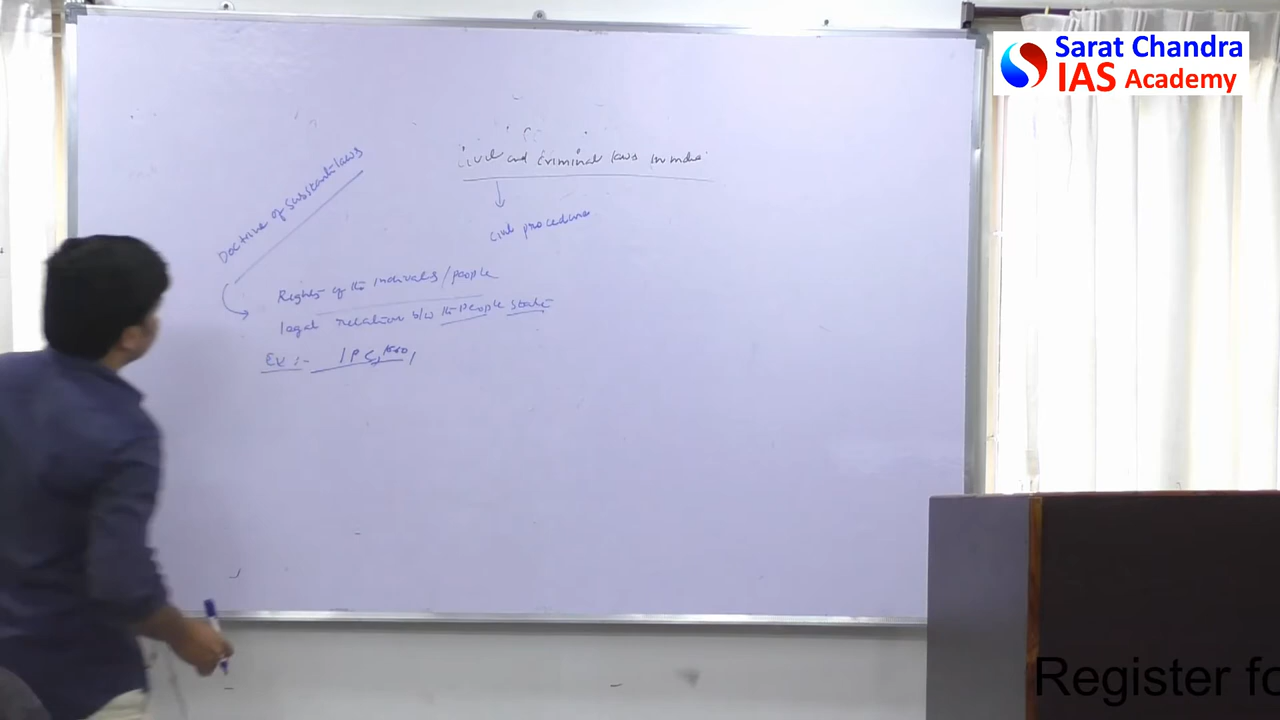 Sarat Chandra
IAS Academy
Civil and Criminal laws in India
civil procedures
Doctrine of substantive laws
Rights of the individuals / people
legal relation b/w the people state
Ex :- IPC, 1860,
Register fo